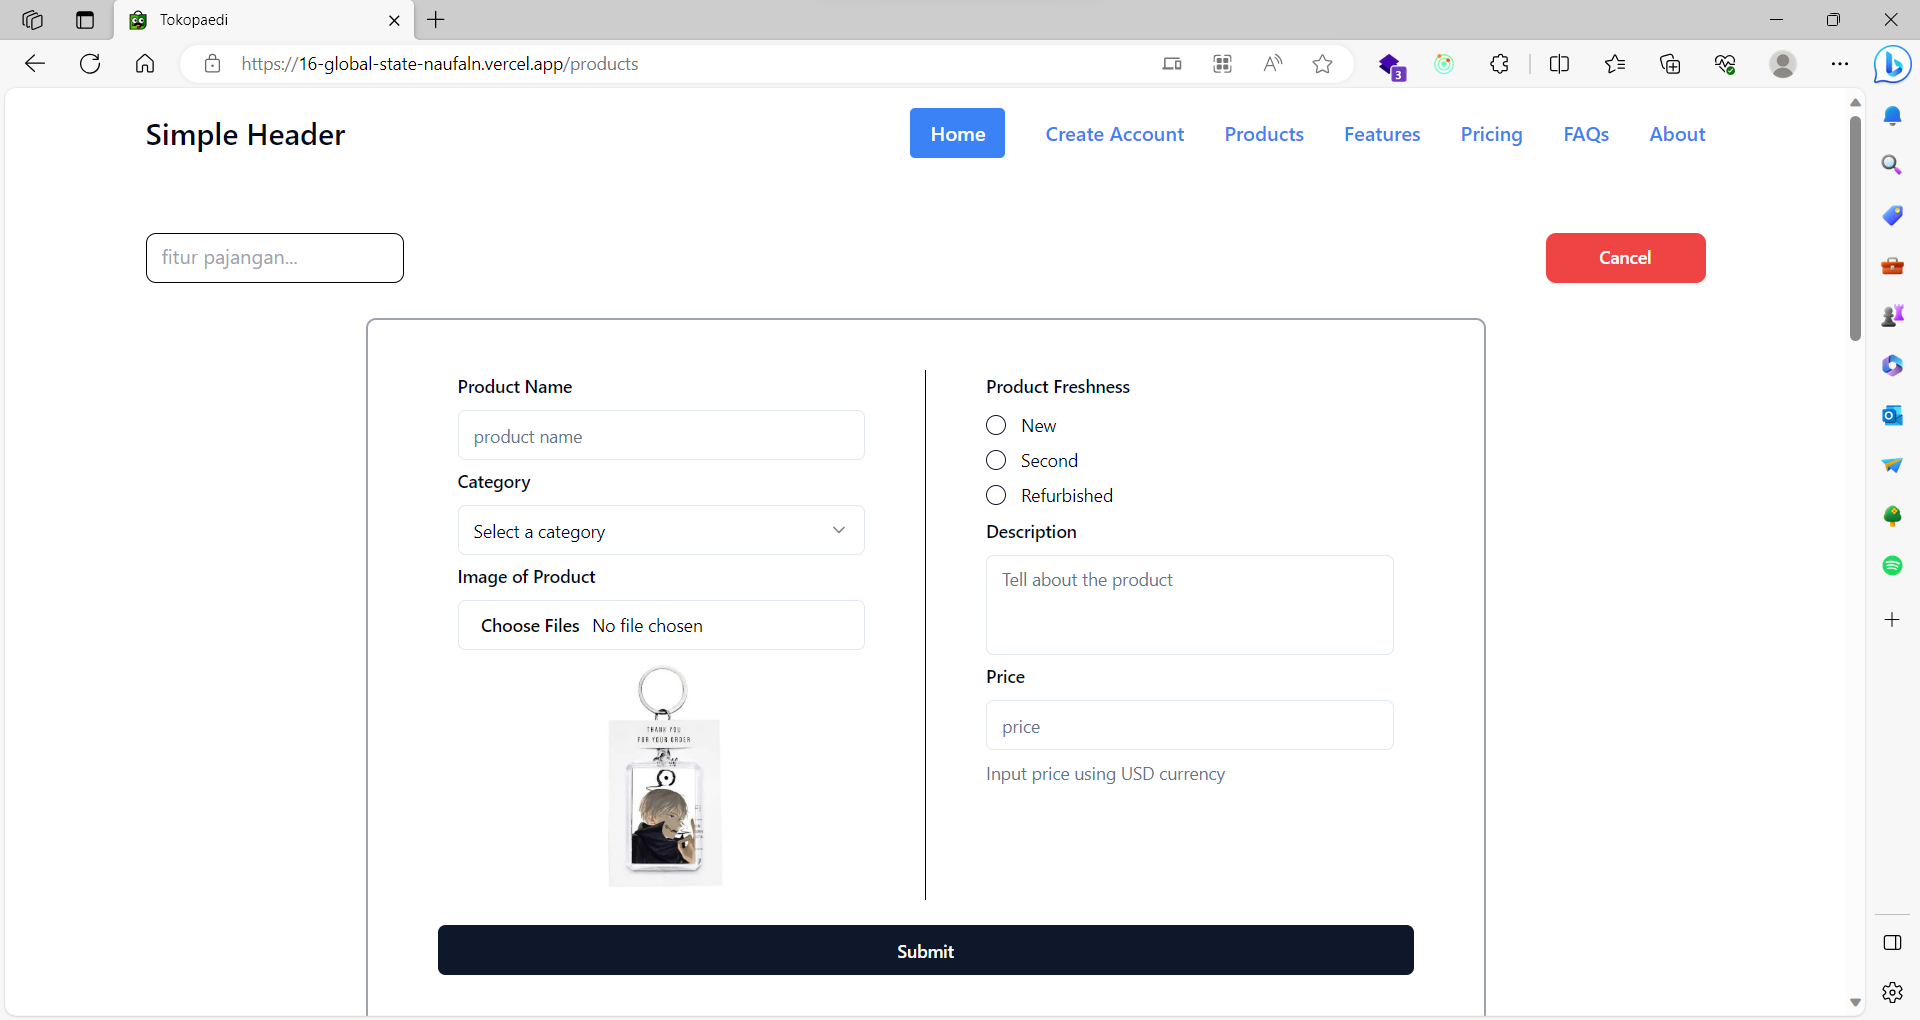 Tokopaedi
https://16-global-state-naufaln.vercel.app/products
3
Simple Header
Home
Create Account
Products
Features
Pricing
FAQs
About
fitur pajangan...
Cancel
Product Name
product name
Category
Select a category
Image of Product
Choose Files No file chosen
THANK YOU
FOR YOUR ORDER
Product Freshness
New
Second
Refurbished
Description
Tell about the product
Price
price
Input price using USD currency
Submit